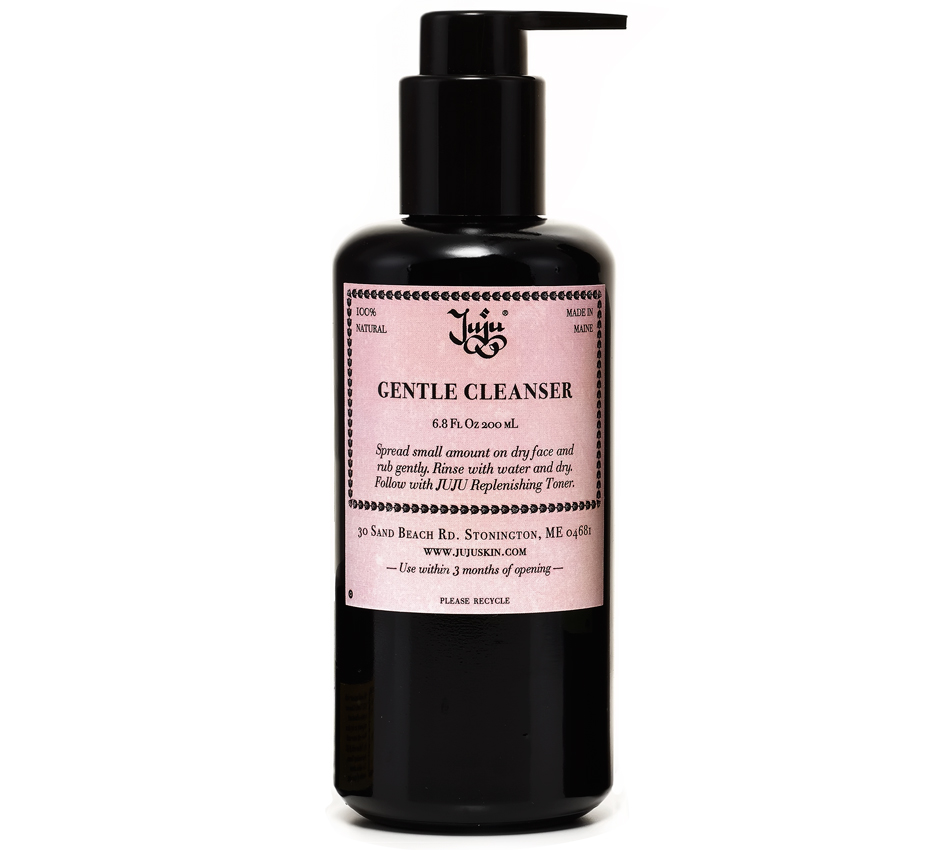 100%
NATURAL
Juju®
MADE IN
MAINE
GENTLE CLEANSER
6.8 FL OZ 200 ML
Spread small amount on dry face and
rub gently. Rinse with water and dry.
Follow with JUJU Replenishing Toner.
30 SAND BEACH RD. STONINGTON, ME 04681
WWW.JUJUSKIN.COM
— Use within 3 months of opening —
PLEASE RECYCLE